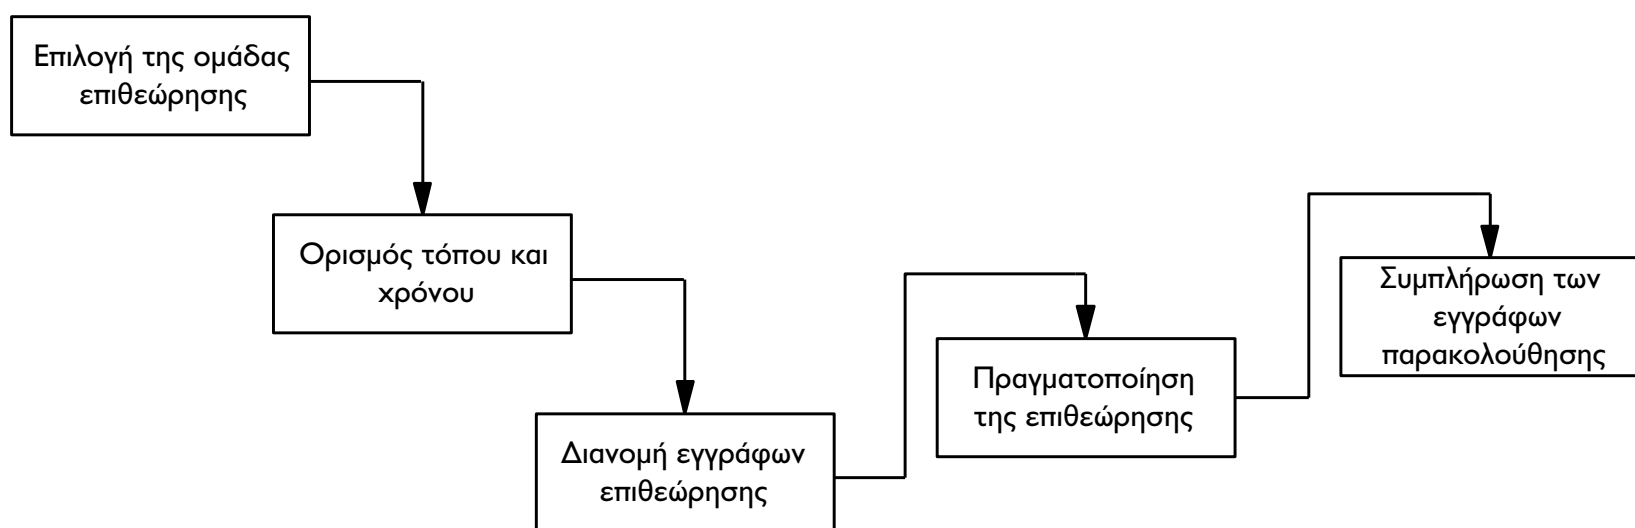 Επιλογή της ομάδας
επιθεώρησης
Ορισμός τόπου και
χρόνου
Διανομή εγγράφων
επιθεώρησης
Πραγματοποίηση
της επιθεώρησης
Συμπλήρωση των
εγγράφων
παρακολούθησης